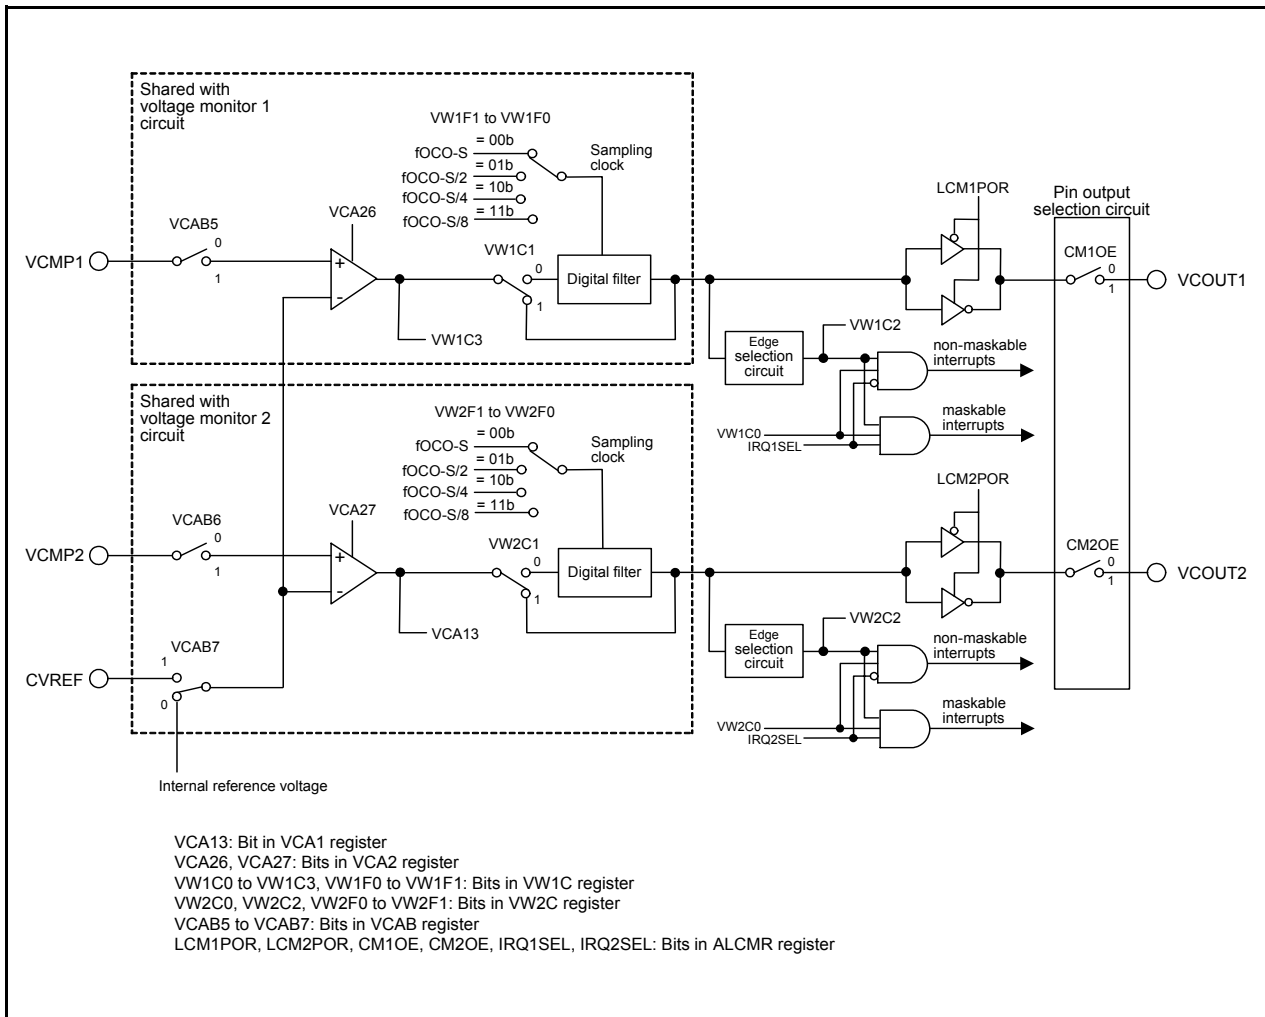 Shared with
voltage monitor 1
circuit
VW1F1 to VW1F0
= 00b
fOCO-S
= 01b
fOCO-S/2
= 10b
fOCO-S/4
= 11b
fOCO-S/8
Sampling
clock
VCA26
VCAB5
0
1
VCMP1
+
-
VW1C1
0
1
Digital filter
VW1C3
LCM1POR
Pin output
selection circuit
CM1OE
0
1
VCOUT1
Edge
selection
circuit
VW1C2
non-maskable
interrupts
maskable
interrupts
VW1C0
IRQ1SEL
Shared with
voltage monitor 2
circuit
VW2F1 to VW2F0
= 00b
fOCO-S
= 01b
fOCO-S/2
= 10b
fOCO-S/4
= 11b
fOCO-S/8
Sampling
clock
VCA27
VCAB6
0
1
VCMP2
+
-
VW2C1
0
1
Digital filter
VCA13
LCM2POR
CM2OE
0
1
VCOUT2
Edge
selection
circuit
VW2C2
non-maskable
interrupts
maskable
interrupts
VW2C0
IRQ2SEL
VCAB7
1
0
CVREF
Internal reference voltage
VCA13: Bit in VCA1 register
VCA26, VCA27: Bits in VCA2 register
VW1C0 to VW1C3, VW1F0 to VW1F1: Bits in VW1C register
VW2C0, VW2C2, VW2F0 to VW2F1: Bits in VW2C register
VCAB5 to VCAB7: Bits in VCAB register
LCM1POR, LCM2POR, CM1OE, CM2OE, IRQ1SEL, IRQ2SEL: Bits in ALCMR register